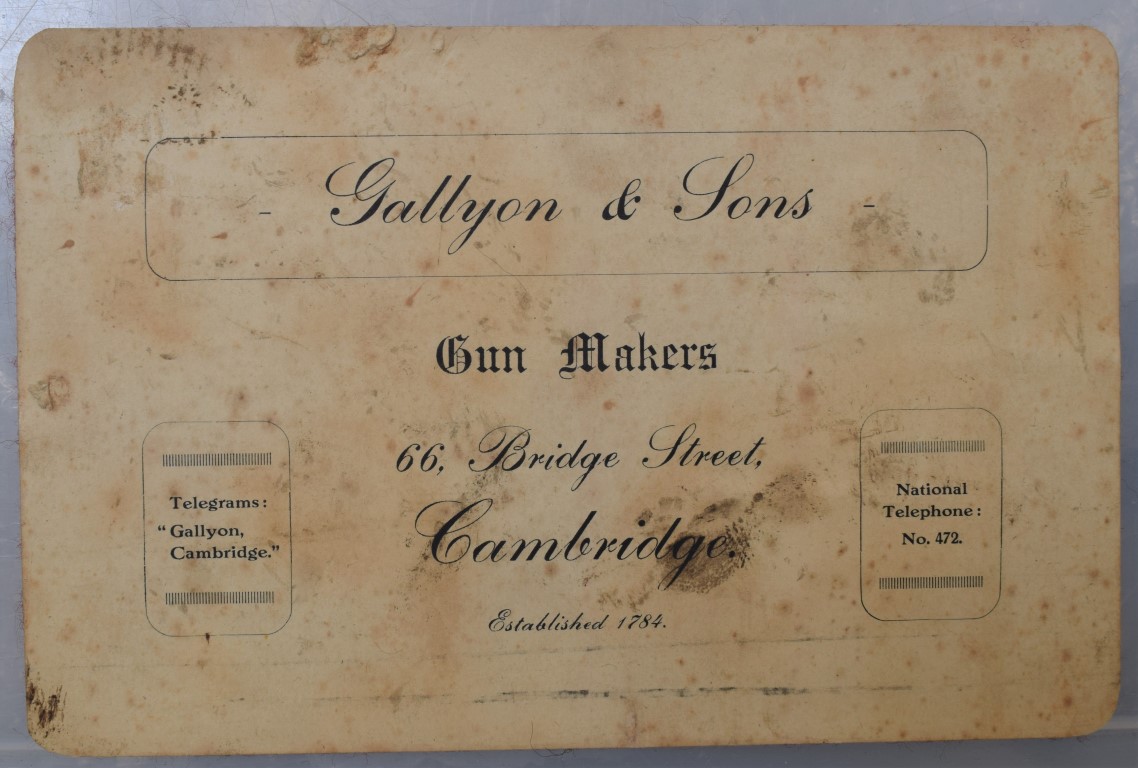 - Gallyon & Sons -
Gun Makers
66, Bridge Street,
Cambridge.
Established 1784.
Telegrams:
“Gallyon,
Cambridge.”
National
Telephone:
No. 472.